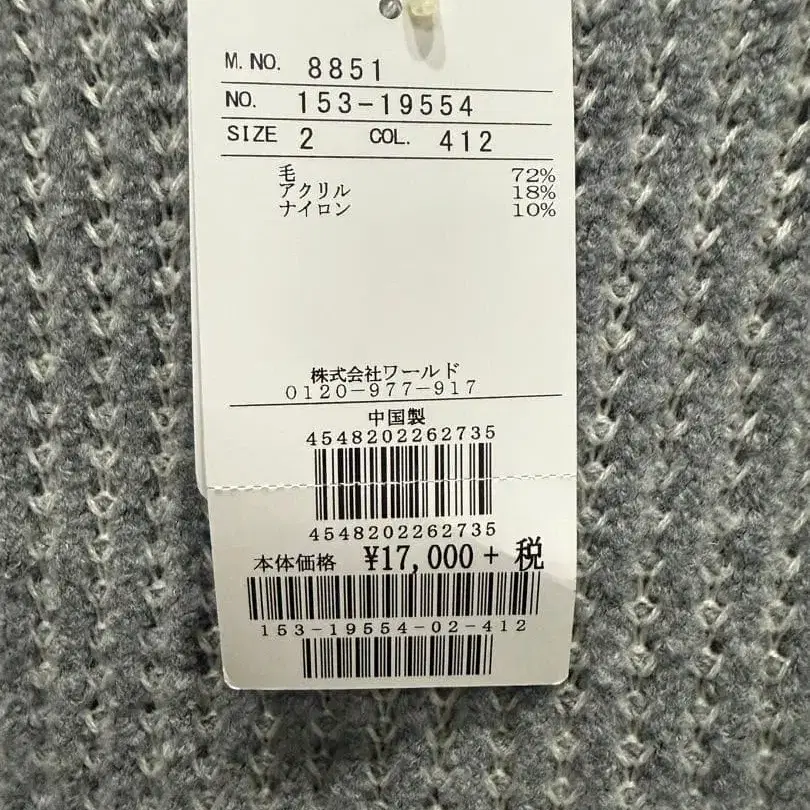 M. NO. 8851
NO. 153-19554
SIZE 2 COL. 412
毛 72%
アクリル 18%
ナイロン 10%
株式会社ワールド
0120-977-917
中国製
4548202262735
4548202262735
本体価格 ¥17,000 + 税
153-19554-02-412